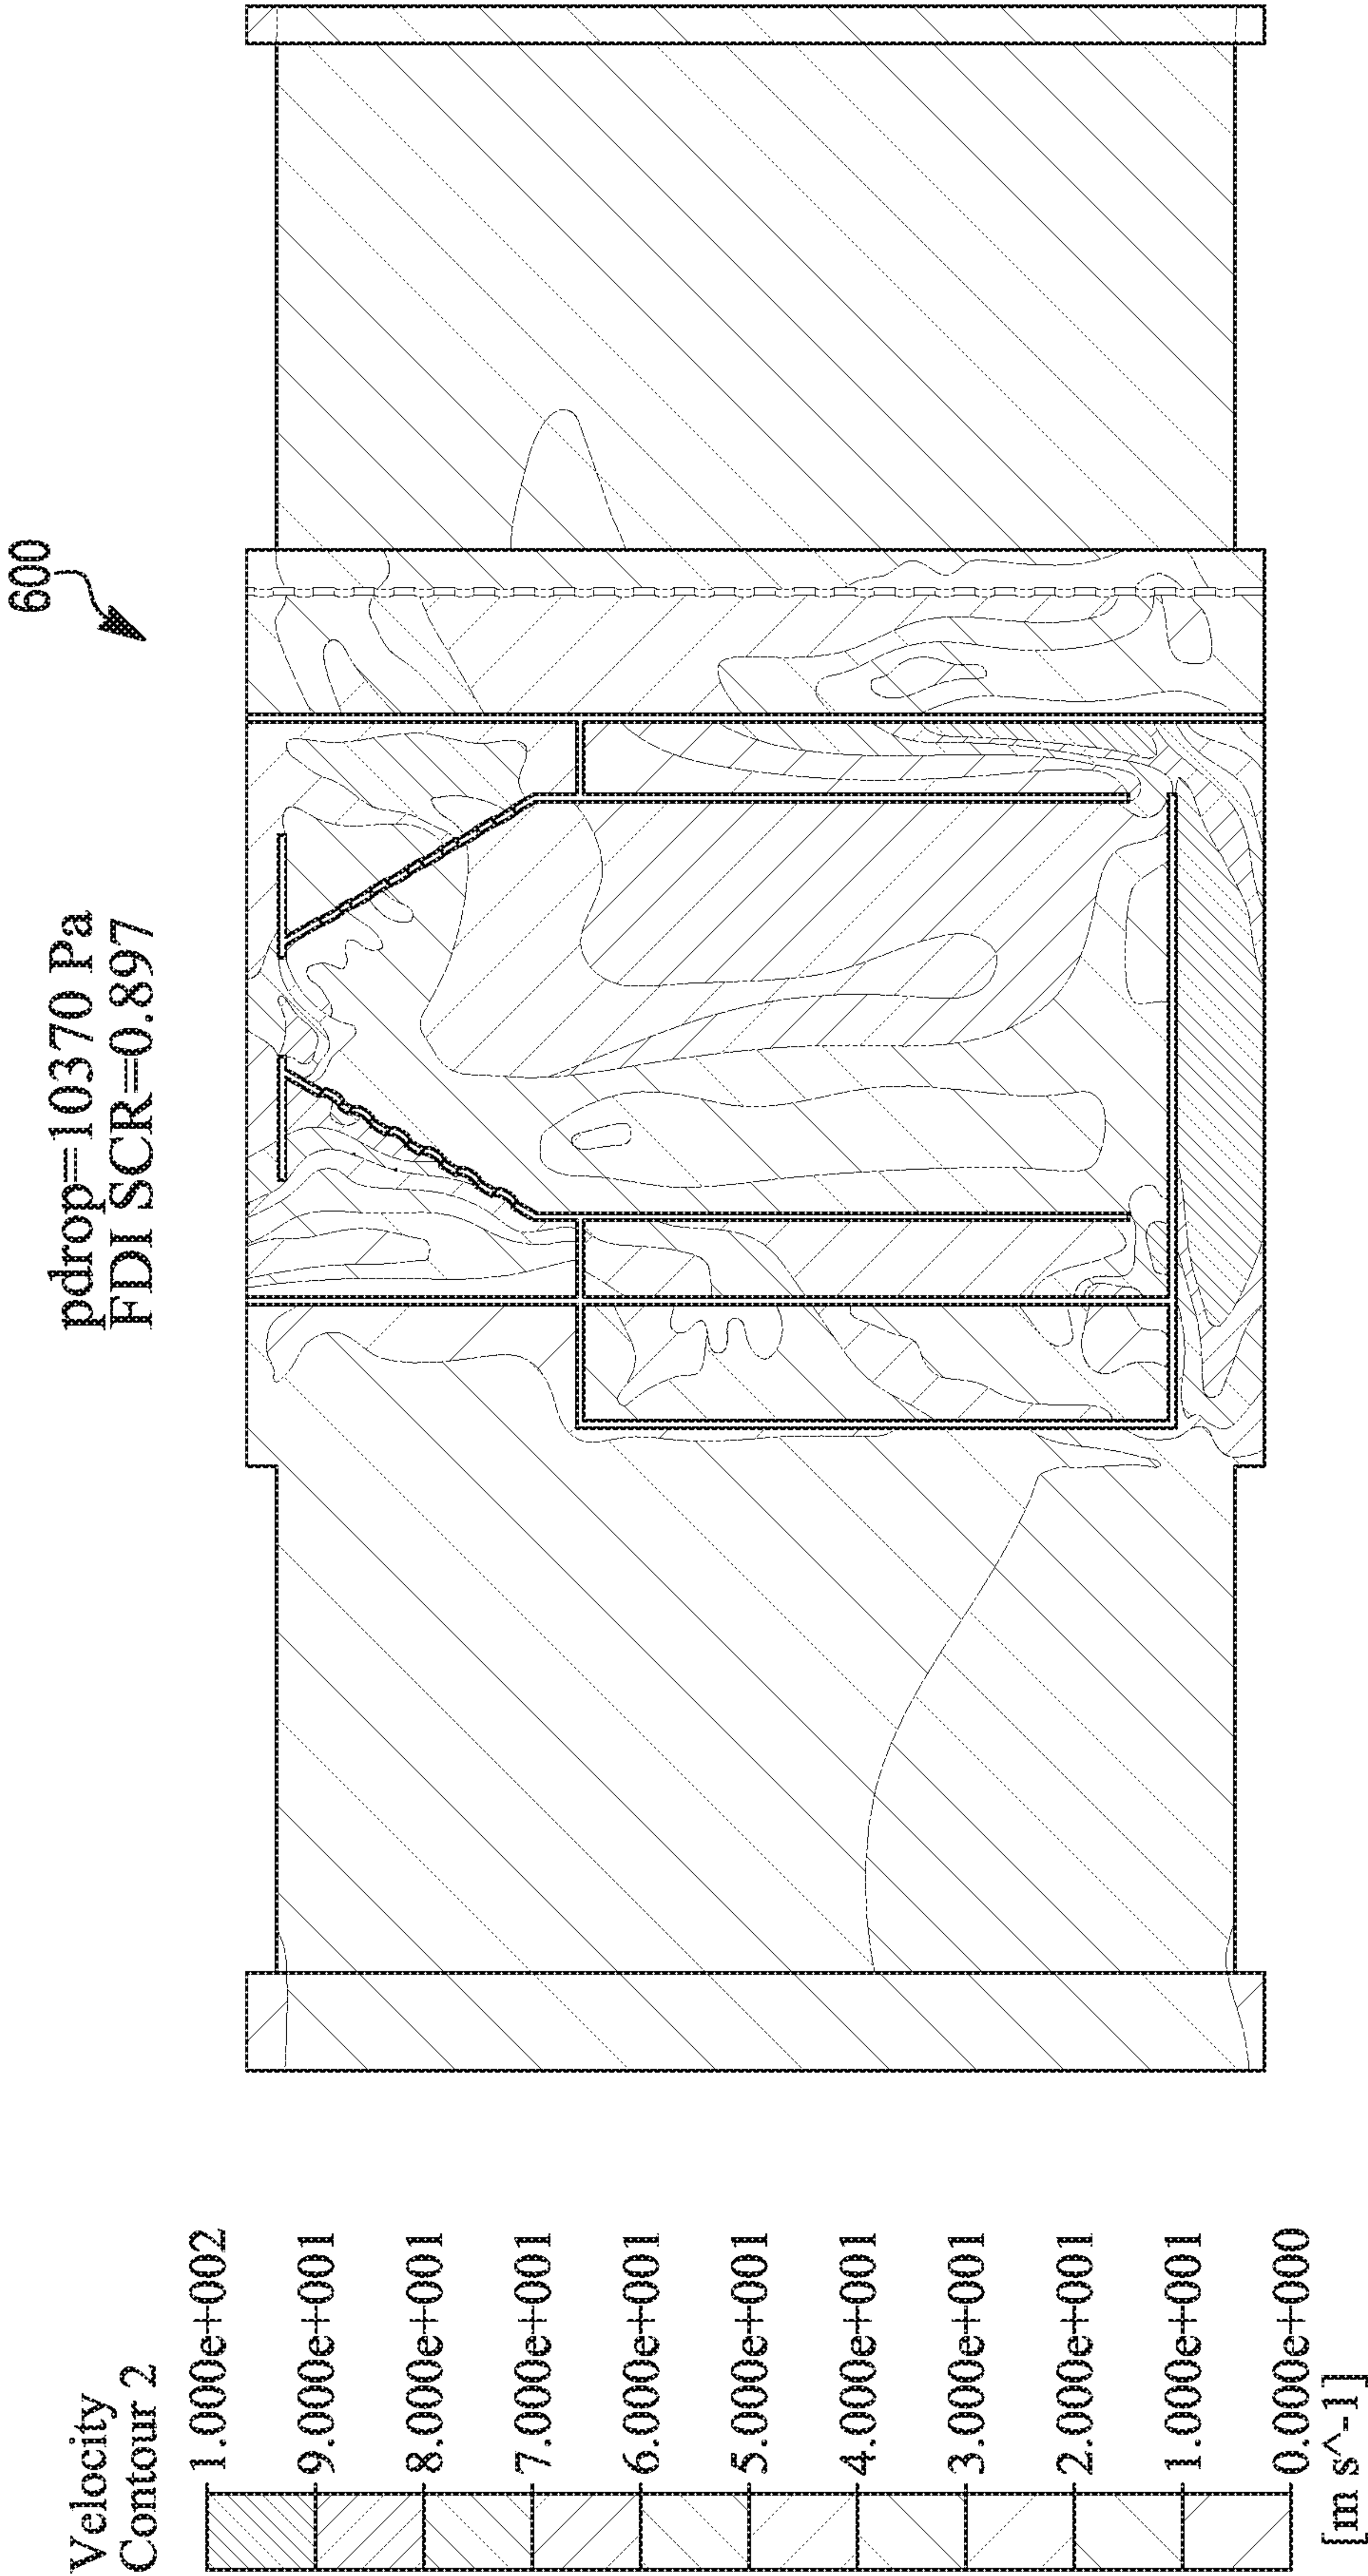 600
pdrop=10370 Pa
FDI SCR=0.897
Velocity
Contour 2
1.000e+002
9.000e+001
8.000e+001
7.000e+001
6.000e+001
5.000e+001
4.000e+001
3.000e+001
2.000e+001
1.000e+001
0.000e+000
[m s^-1]